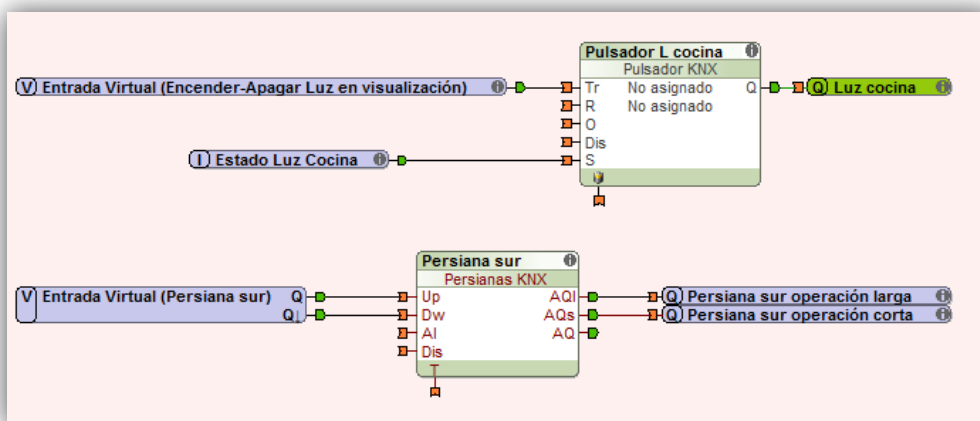 Pulsador L cocina
Pulsador KNX
V Entrada Virtual (Encender-Apagar Luz en visualización)
Tr No asignado Q
Q Luz cocina
R No asignado
O
Dis
I Estado Luz Cocina
S
Persiana sur
Persianas KNX
V Entrada Virtual (Persiana sur) Q
Q↓
Up AQl
Q Persiana sur operación larga
Dw AQs
Q Persiana sur operación corta
AI AQ
Dis
T